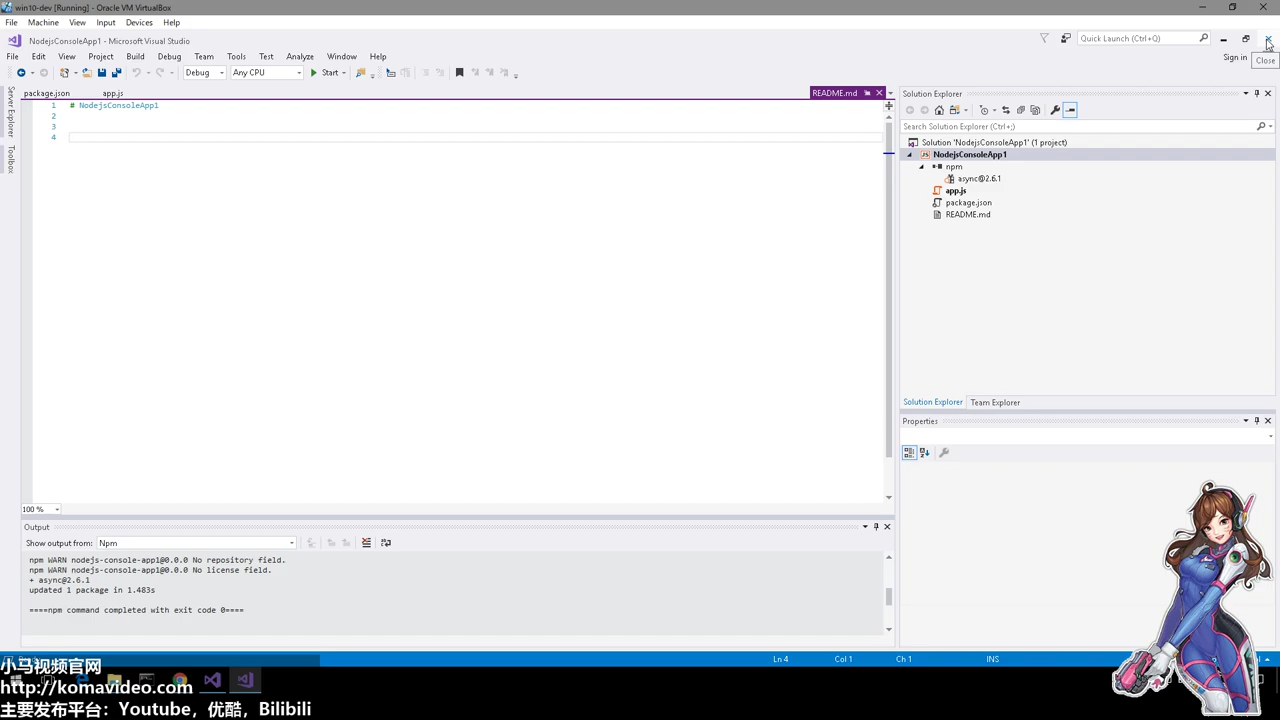 win10-dev [Running] - Oracle VM VirtualBox
File Machine View Input Devices Help
NodejsConsoleApp1 - Microsoft Visual Studio
Quick Launch (Ctrl+Q)
File Edit View Project Build Debug Team Tools Test Analyze Window Help
Sign in
Close
Debug Any CPU Start
package.json app.js README.md
Server Explorer
Toolbox
1 # NodejsConsoleApp1
2
3
4
100 %
Solution Explorer
Search Solution Explorer (Ctrl+;)
Solution 'NodejsConsoleApp1' (1 project)
NodejsConsoleApp1
npm
async@2.6.1
app.js
package.json
README.md
Solution Explorer Team Explorer
Properties
Output
Show output from: Npm
npm WARN nodejs-console-app1@0.0.0 No repository field.
npm WARN nodejs-console-app1@0.0.0 No license field.
+ async@2.6.1
updated 1 package in 1.483s
====npm command completed with exit code 0====
Ln 4 Col 1 Ch 1 INS
小马视频官网
http://komavideo.com
主要发布平台：Youtube，优酷，Bilibili